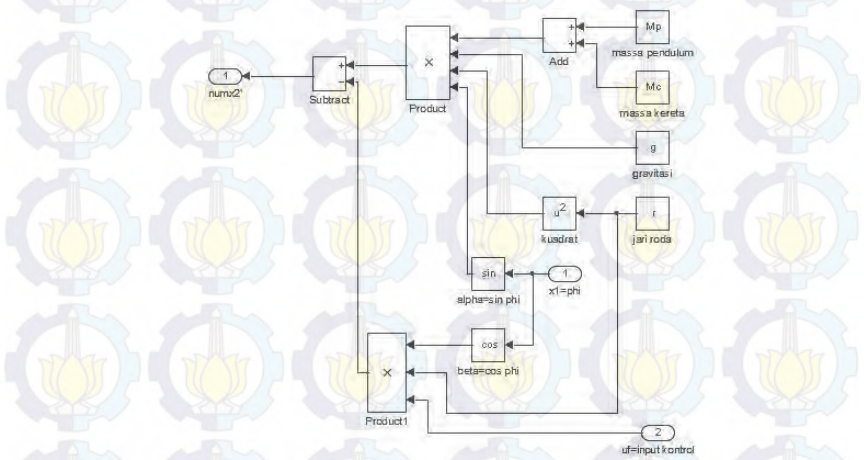 Mp
massa pendulum
+
+
Add
Mc
massa kereta
×
Product
+
−
Subtract
1
numx2'
g
gravitasi
u²
kuadrat
r
jari roda
sin
alpha=sin phi
1
x1=phi
cos
beta=cos phi
×
Product1
2
uf=input kontrol